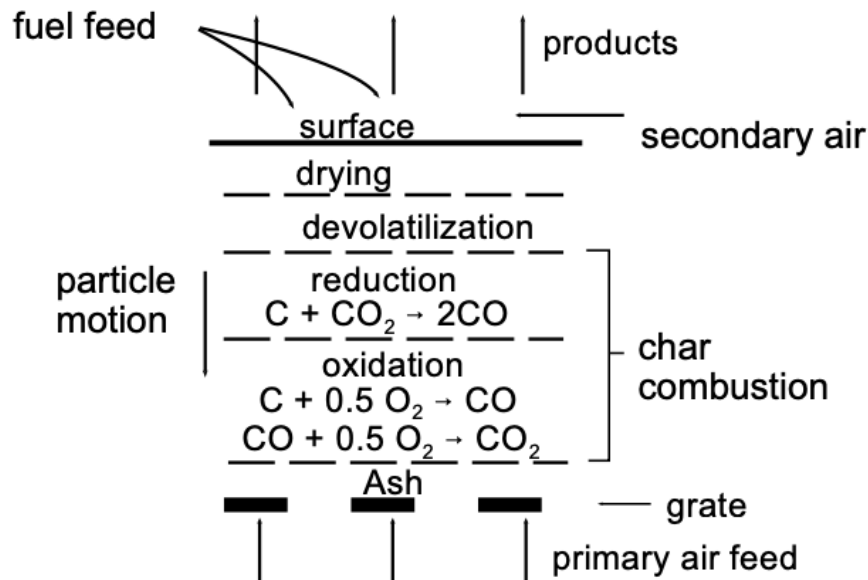 fuel feed
products
surface
secondary air
drying
devolatilization
particle
motion
reduction
C + CO₂ → 2CO
oxidation
C + 0.5 O₂ → CO
CO + 0.5 O₂ → CO₂
char
combustion
Ash
grate
primary air feed